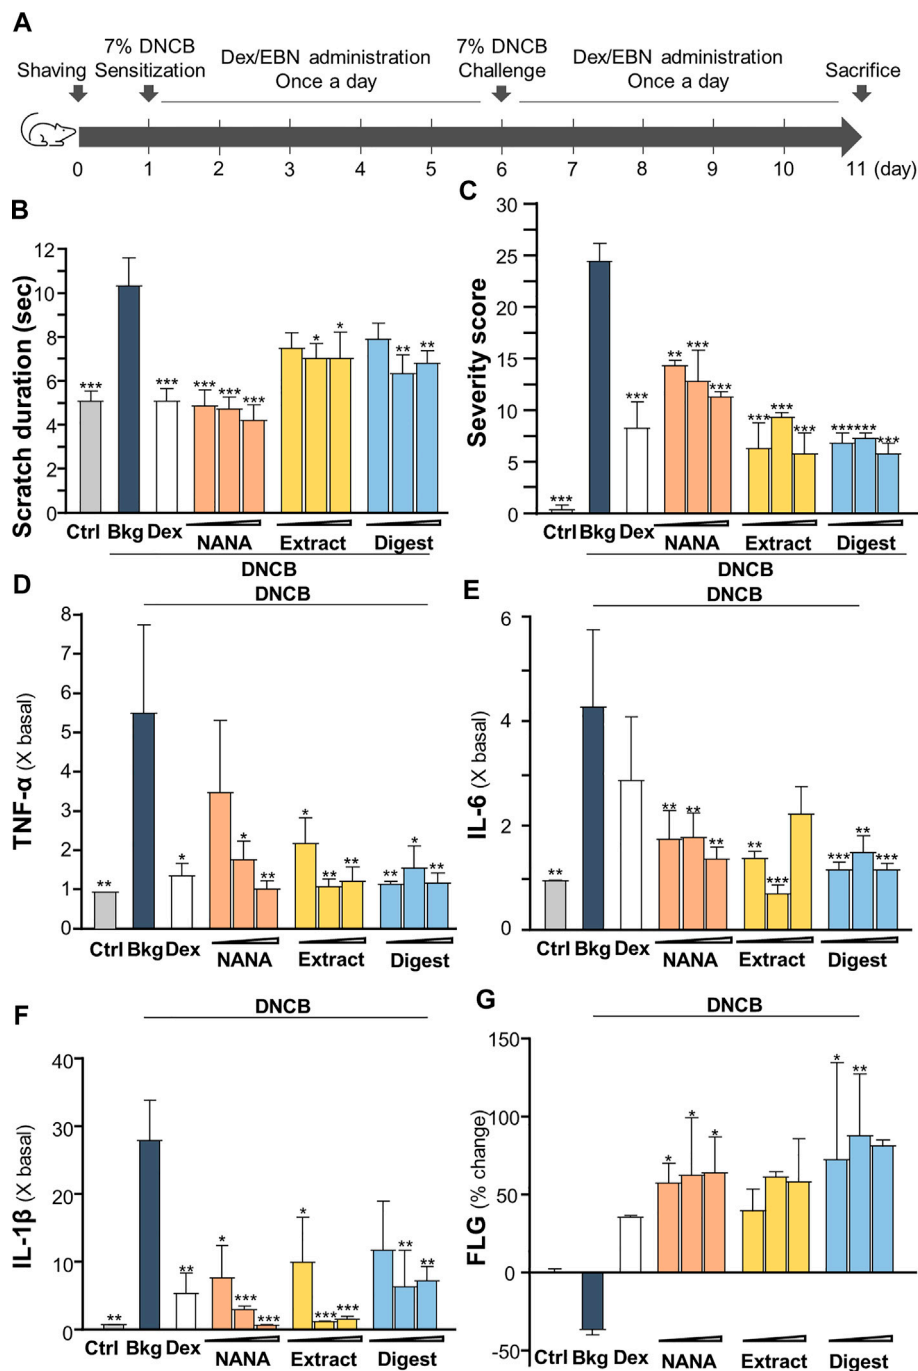 A
7% DNCB
Shaving Sensitization
Dex/EBN administration
Once a day
7% DNCB
Challenge
Dex/EBN administration
Once a day
Sacrifice
0 1 2 3 4 5 6 7 8 9 10 11 (day)
B
Scratch duration (sec)
12
10
8
6
4
2
0
*** *** *** *** *** * * ** **
Ctrl Bkg Dex
NANA Extract Digest
DNCB
C
Severity score
30
25
20
15
10
5
0
*** *** ** *** *** *** *** *** *** *** ***
Ctrl Bkg Dex
NANA Extract Digest
DNCB
D
DNCB
TNF-α (X basal)
8
7
6
5
4
3
2
1
0
** * * ** * ** ** ** * **
Ctrl Bkg Dex
NANA Extract Digest
E
DNCB
IL-6 (X basal)
6
4
2
0
** ** ** ** ** *** *** ** ***
Ctrl Bkg Dex
NANA Extract Digest
F
DNCB
IL-1β (X basal)
40
30
20
10
0
** ** * *** *** * *** *** ** **
Ctrl Bkg Dex
NANA Extract Digest
G
DNCB
FLG (% change)
150
100
50
0
-50
* * * * **
Ctrl Bkg Dex
NANA Extract Digest